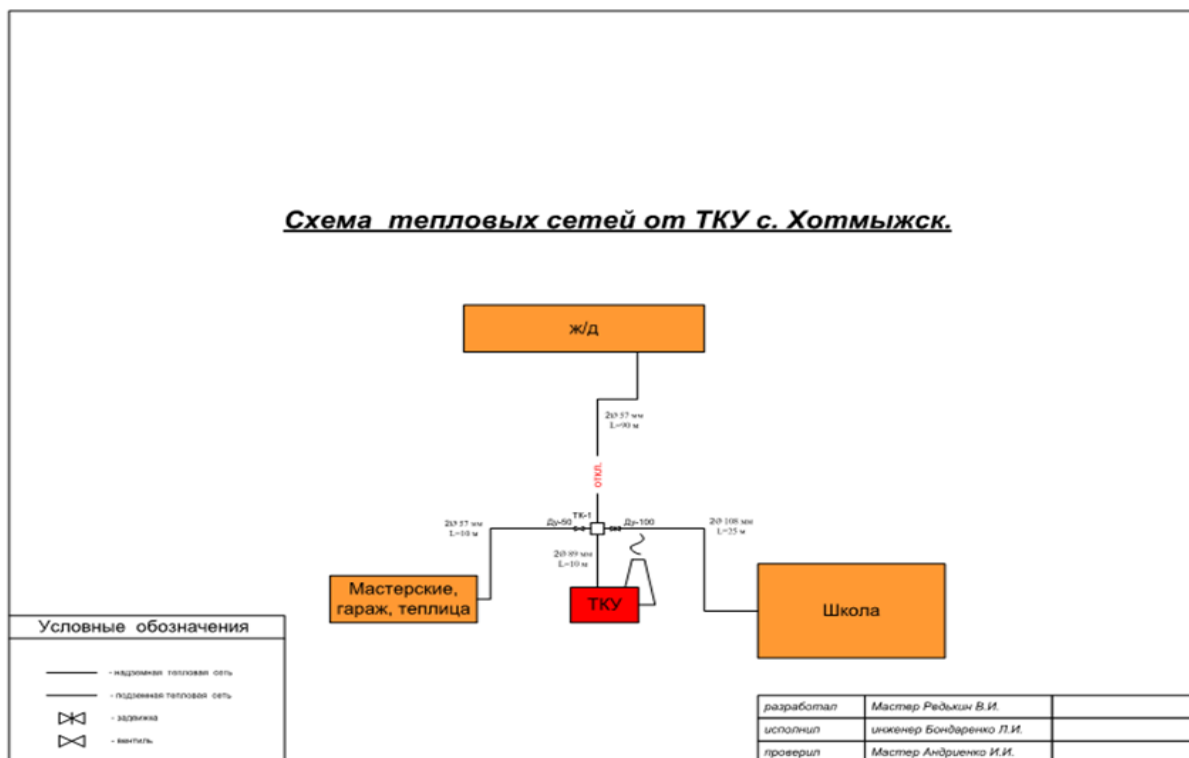 Схема тепловых сетей от ТКУ с. Хотмыжск.
ж/д
2Ø 57 мм
L=90 м
откл.
ТК-1
2Ø 57 мм
L=10 м
Ду-50
Ду-100
2Ø 108 мм
L=25 м
2Ø 89 мм
L=10 м
Мастерские,
гараж, теплица
ТКУ
Школа
Условные обозначения
- надземная тепловая сеть
- подземная тепловая сеть
- задвижка
- вентиль
разработал Мастер Редькин В.И.
исполнил инженер Бондаренко Л.И.
проверил Мастер Андриенко И.И.